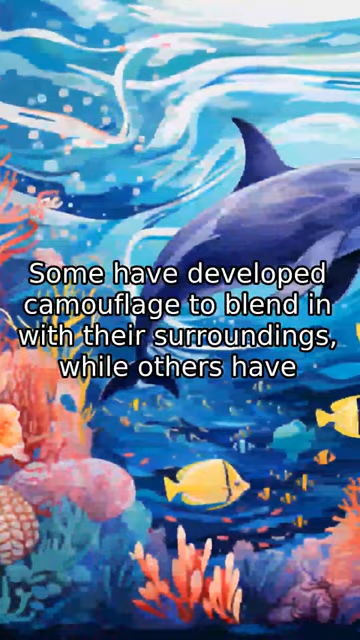 Some have developed
camouflage to blend in
with their surroundings,
while others have